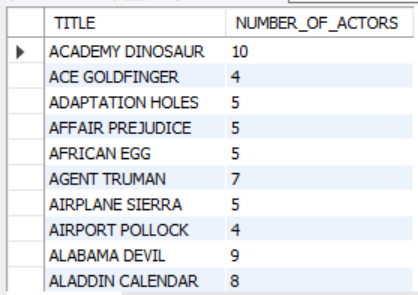 TITLE NUMBER_OF_ACTORS
ACADEMY DINOSAUR 10
ACE GOLDFINGER 4
ADAPTATION HOLES 5
AFFAIR PREJUDICE 5
AFRICAN EGG 5
AGENT TRUMAN 7
AIRPLANE SIERRA 5
AIRPORT POLLOCK 4
ALABAMA DEVIL 9
ALADDIN CALENDAR 8